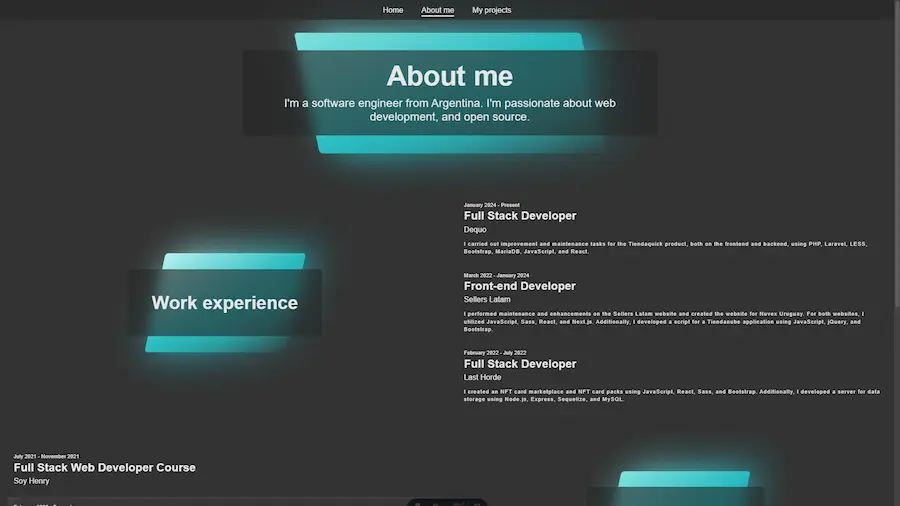 Home About me My projects
About me
I'm a software engineer from Argentina. I'm passionate about web
development, and open source.
Work experience
January 2024 - Present
Full Stack Developer
Dequo
I carried out improvement and maintenance tasks for the Tiendaquick product, both on the frontend and backend, using PHP, Laravel, LESS,
Bootstrap, MariaDB, JavaScript, and React.
March 2022 - January 2024
Front-end Developer
Sellers Latam
I performed maintenance and enhancements on the Sellers Latam website and created the website for Nuvex Uruguay. For both websites, I
utilized JavaScript, Sass, React, and Next.js. Additionally, I developed a script for a Tiendanube application using JavaScript, jQuery, and
Bootstrap.
February 2022 - July 2022
Full Stack Developer
Last Horde
I created an NFT card marketplace and NFT card packs using JavaScript, React, Sass, and Bootstrap. Additionally, I developed a server for data
storage using Node.js, Express, Sequelize, and MySQL.
July 2021 - November 2021
Full Stack Web Developer Course
Soy Henry